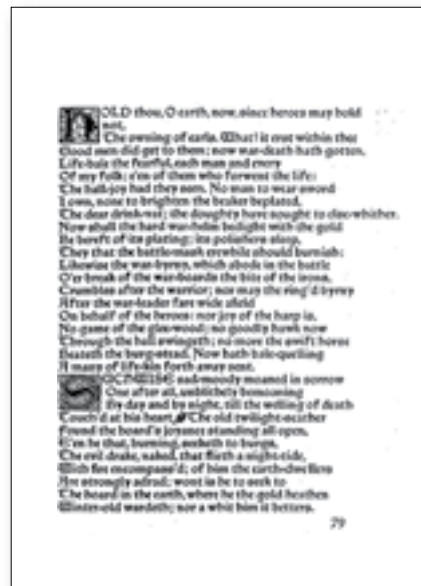 HOLD thou, O earth, now, since heroes may hold
not,
The owning of earls. What! it erst within thee
Good men did get to them; now war-death hath gotten,
Life-bale the fearful, each man and every
Of my folk; e'en of them who forwent the life:
The hall-joy had they seen. No man to wear sword
I own, none to brighten the beaker beplated,
The dear drink-vat; the doughty have sought to else-whither.
Now shall the hard war-helm bedight with the gold
Be bereft of its plating; its polishers sleep,
They that the battle-mask erewhile should burnish:
Likewise the war-byrny, which abode in the battle
O'er break of the war-boards the bite of the irons,
Crumbles after the warrior; nor may the ring'd byrny
After the war-leader fare wide afield
On behalf of the heroes: nor joy of the harp is,
No game of the glee-wood; no goodly hawk now
Through the hall swingeth; no more the swift horse
Beateth the burg-stead. Now hath bale-quelling
A many of life-kin forth away sent.
SUCHWISE sad-moody moaned in sorrow
One after all, unblithely bemoaning
By day and by night, till the welling of death
Touch'd at his heart. The old twilight-scather
Found the hoard's joyance standing all open,
E'en he that, burning, seeketh to burgs,
The evil drake, naked, that flieth a night-tide,
With fire encompass'd; of him the earth-dwellers
Are strongly adrad; wont is he to seek to
The hoard in the earth, where he the gold heathen
Winter-old wardeth; nor a whit him it betters.
79